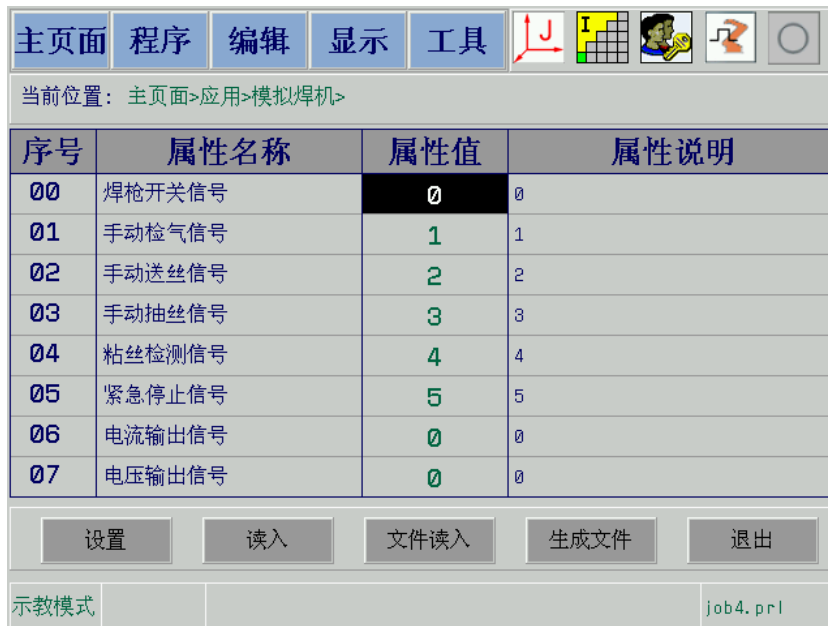 主页面 程序 编辑 显示 工具 J I
当前位置: 主页面>应用>模拟焊机>
序号 属性名称 属性值 属性说明
00 焊枪开关信号 0 0
01 手动检气信号 1 1
02 手动送丝信号 2 2
03 手动抽丝信号 3 3
04 粘丝检测信号 4 4
05 紧急停止信号 5 5
06 电流输出信号 0 0
07 电压输出信号 0 0
设置 读入 文件读入 生成文件 退出
示教模式 job4.prl